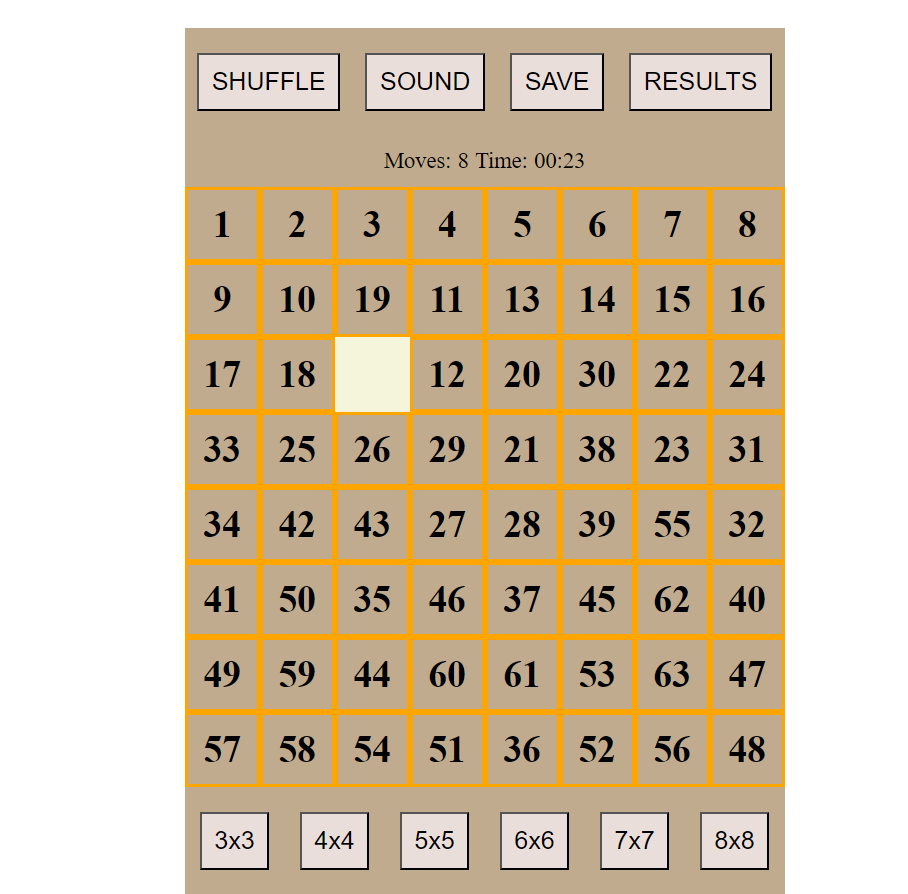 SHUFFLE SOUND SAVE RESULTS
Moves: 8 Time: 00:23
1 2 3 4 5 6 7 8
9 10 19 11 13 14 15 16
17 18 12 20 30 22 24
33 25 26 29 21 38 23 31
34 42 43 27 28 39 55 32
41 50 35 46 37 45 62 40
49 59 44 60 61 53 63 47
57 58 54 51 36 52 56 48
3x3 4x4 5x5 6x6 7x7 8x8